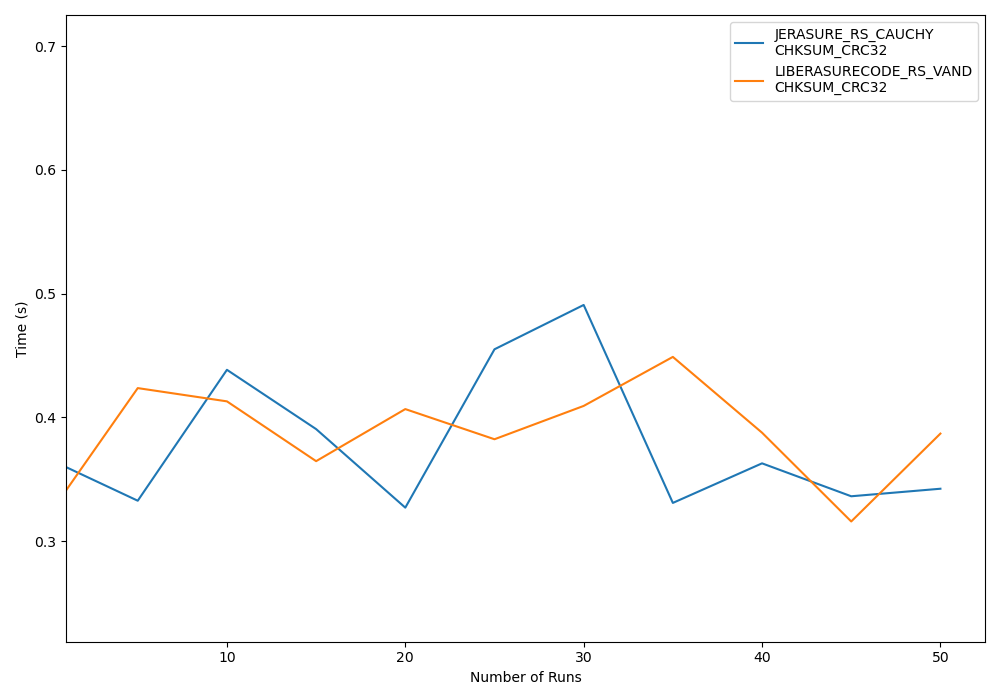 JERASURE_RS_CAUCHY
CHKSUM_CRC32
LIBERASURECODE_RS_VAND
CHKSUM_CRC32
0.7
0.6
0.5
0.4
0.3
Time (s)
10 20 30 40 50
Number of Runs